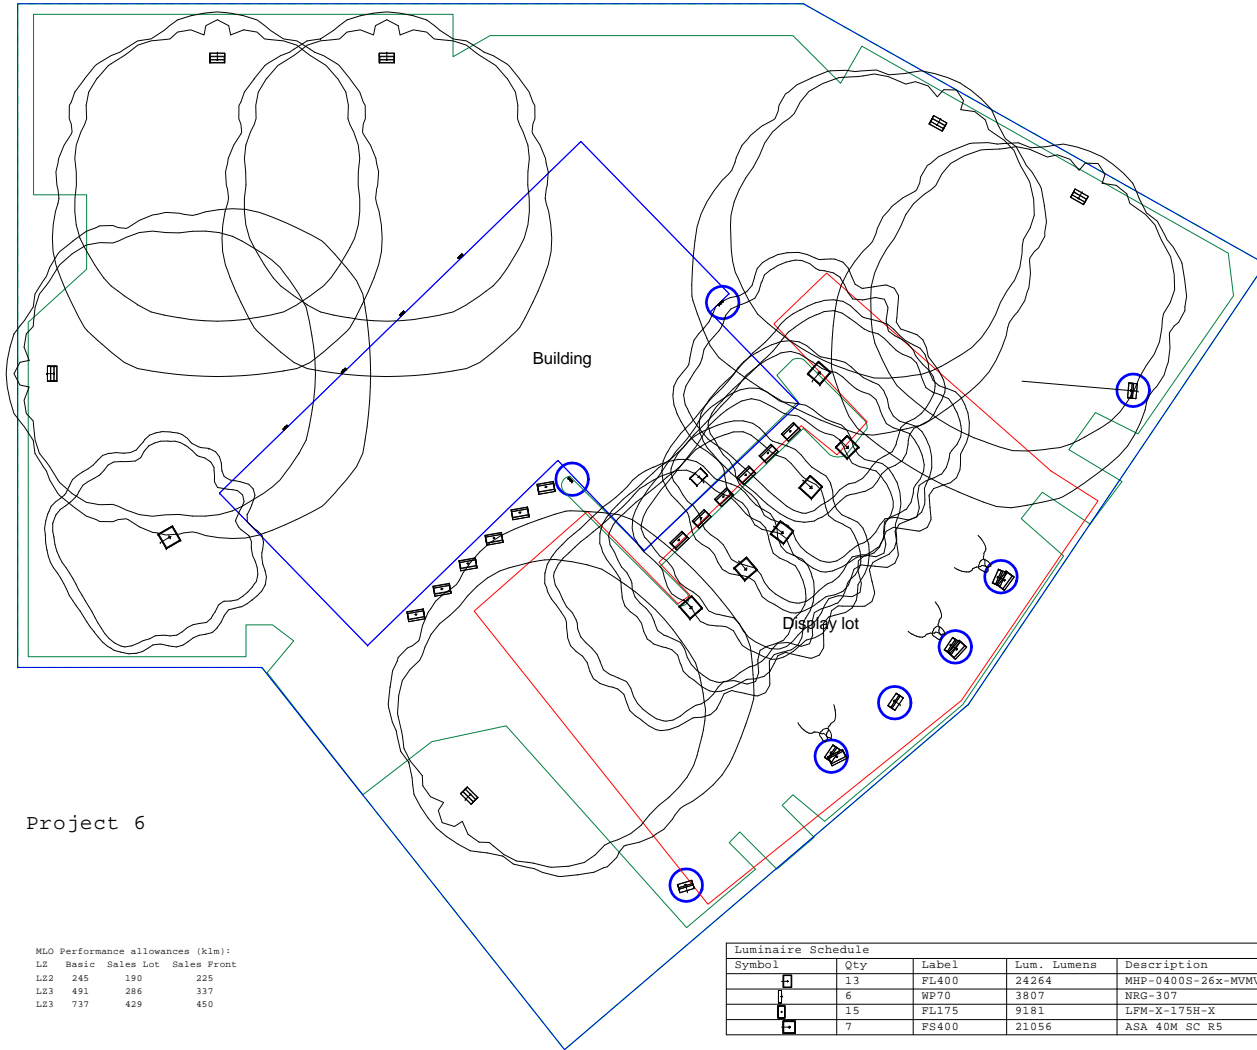 Building
Display lot
Project 6
MLO Performance allowances (klm):
LZ Basic Sales Lot Sales Front
LZ2 245 190 225
LZ3 491 286 337
LZ3 737 429 450
Luminaire Schedule
Symbol Qty Label Lum. Lumens Description
13 FL400 24264 MHP-0400S-26x-MVMV
6 WP70 3807 NRG-307
15 FL175 9181 LFM-X-175H-X
7 FS400 21056 ASA 40M SC R5